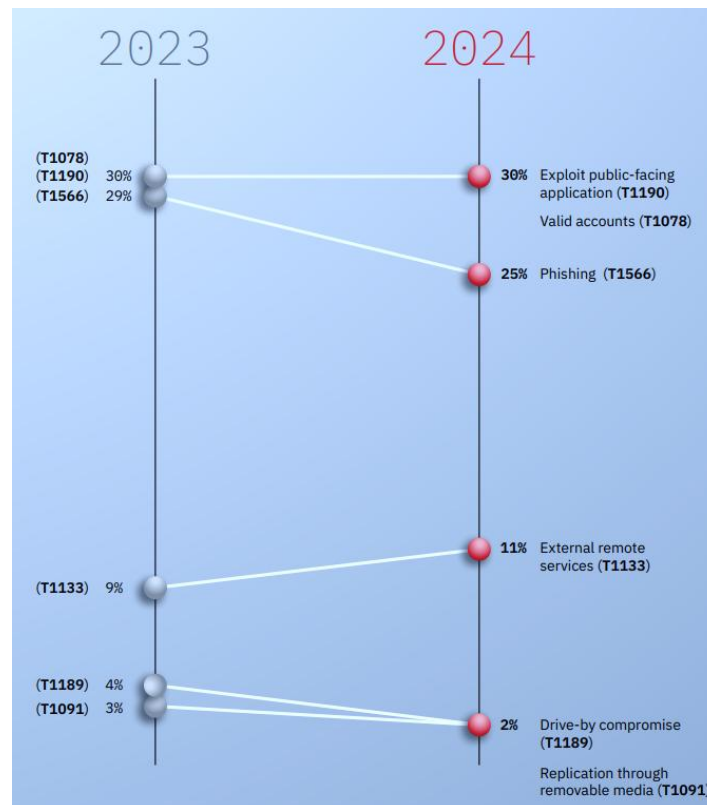 2023
2024
(T1078)
(T1190) 30%
(T1566) 29%
30% Exploit public-facing
application (T1190)
Valid accounts (T1078)
25% Phishing (T1566)
11% External remote
services (T1133)
(T1133) 9%
(T1189) 4%
(T1091) 3%
2% Drive-by compromise
(T1189)
Replication through
removable media (T1091)